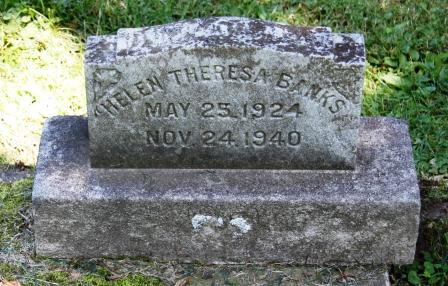 HELEN THERESA BANKS
MAY 25, 1924
NOV. 24, 1940